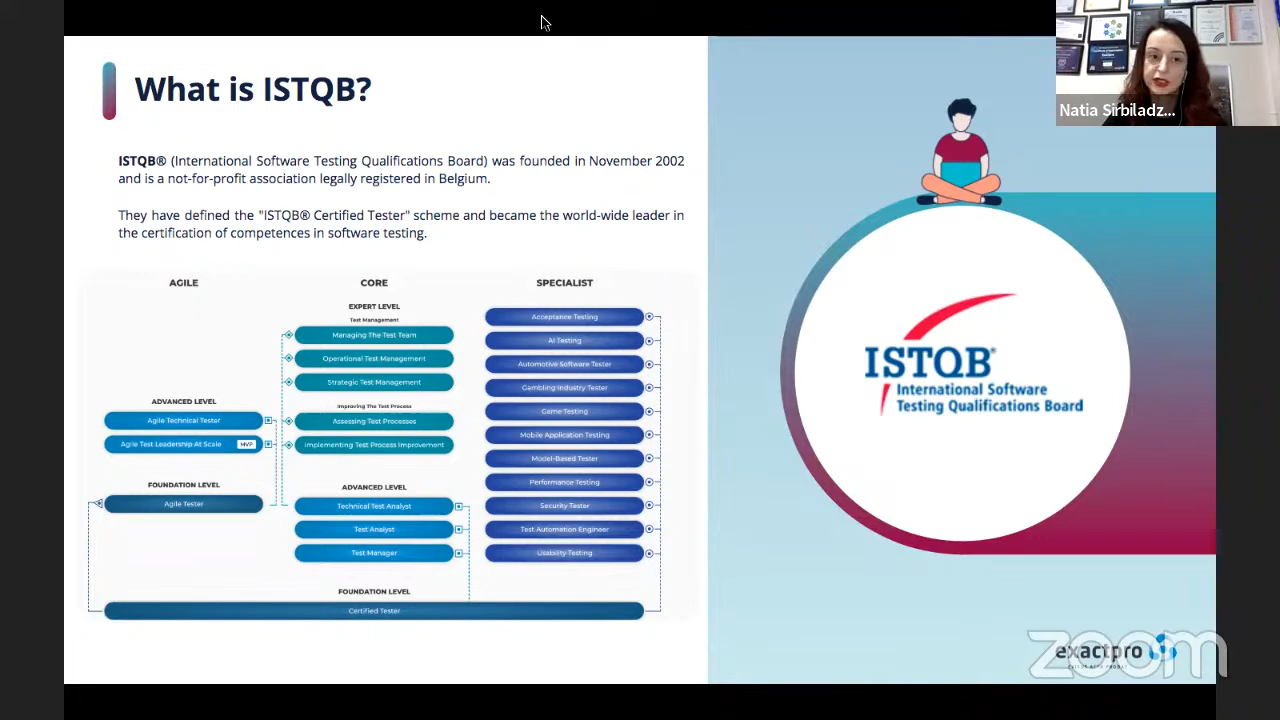 What is ISTQB?
ISTQB® (International Software Testing Qualifications Board) was founded in November 2002
and is a not-for-profit association legally registered in Belgium.
They have defined the "ISTQB® Certified Tester" scheme and became the world-wide leader in
the certification of competences in software testing.
AGILE
ADVANCED LEVEL
Agile Technical Tester
Agile Test Leadership At Scale MVP
FOUNDATION LEVEL
Agile Tester
CORE
EXPERT LEVEL
Test Management
Managing The Test Team
Operational Test Management
Strategic Test Management
Improving The Test Process
Assessing Test Processes
Implementing Test Process Improvement
ADVANCED LEVEL
Technical Test Analyst
Test Analyst
Test Manager
SPECIALIST
Acceptance Testing
AI Testing
Automotive Software Tester
Gambling Industry Tester
Game Testing
Mobile Application Testing
Model-Based Tester
Performance Testing
Security Tester
Test Automation Engineer
Usability Testing
FOUNDATION LEVEL
Certified Tester
ISTQB®
International Software
Testing Qualifications Board
Natia Sirbiladz...
exactpro
zoom